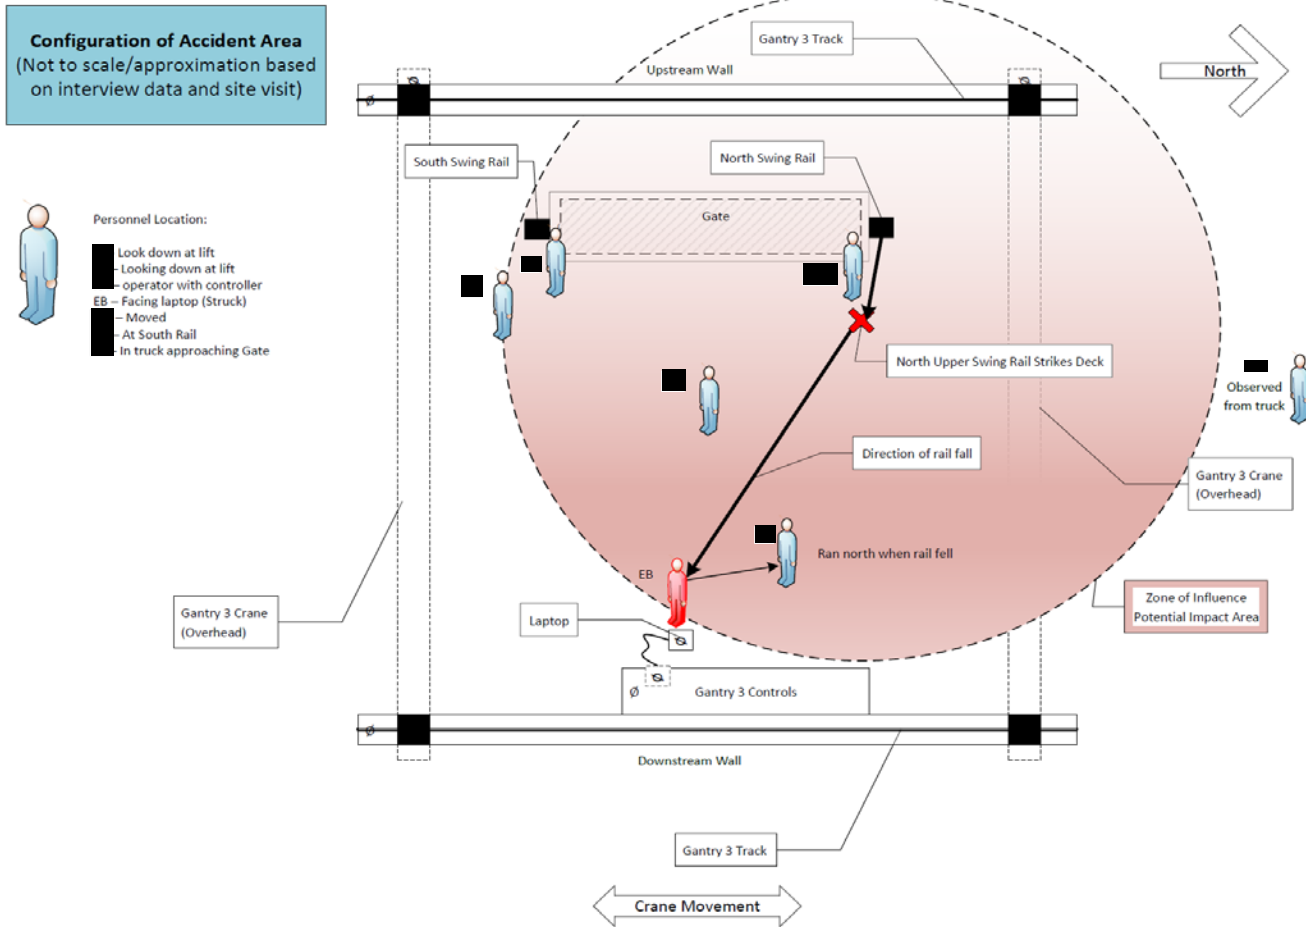 Configuration of Accident Area
(Not to scale/approximation based
on interview data and site visit)
Gantry 3 Track
Upstream Wall
North
Ø
Ø
Ø
South Swing Rail
North Swing Rail
Gate
Personnel Location:
Look down at lift
– Looking down at lift
– operator with controller
EB – Facing laptop (Struck)
– Moved
– At South Rail
– In truck approaching Gate
North Upper Swing Rail Strikes Deck
Observed
from truck
Direction of rail fall
Gantry 3 Crane
(Overhead)
Ran north when rail fell
EB
Zone of Influence
Potential Impact Area
Gantry 3 Crane
(Overhead)
Laptop
Ø
Ø
Ø
Gantry 3 Controls
Ø
Downstream Wall
Gantry 3 Track
Crane Movement